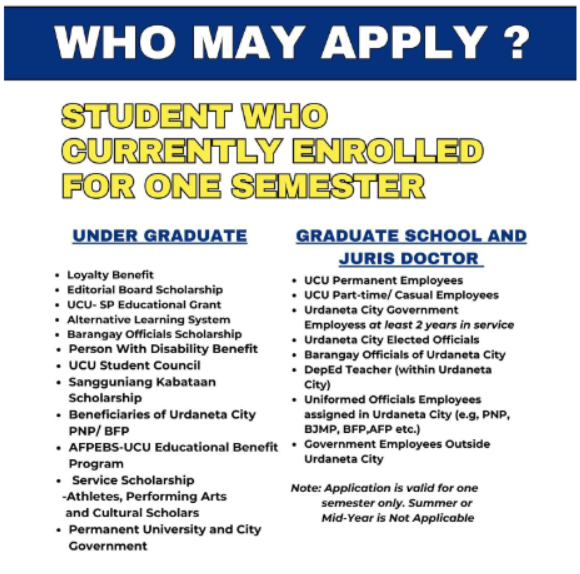 WHO MAY APPLY ?
STUDENT WHO
CURRENTLY ENROLLED
FOR ONE SEMESTER
UNDER GRADUATE
• Loyalty Benefit
• Editorial Board Scholarship
• UCU- SP Educational Grant
• Alternative Learning System
• Barangay Officials Scholarship
• Person With Disability Benefit
• UCU Student Council
• Sangguniang Kabataan
Scholarship
• Beneficiaries of Urdaneta City
PNP/ BFP
• AFPEBS-UCU Educational Benefit
Program
• Service Scholarship
-Athletes, Performing Arts
and Cultural Scholars
• Permanent University and City
Government
GRADUATE SCHOOL AND
JURIS DOCTOR
• UCU Permanent Employees
• UCU Part-time/ Casual Employees
• Urdaneta City Government
Employess at least 2 years in service
• Urdaneta City Elected Officials
• Barangay Officials of Urdaneta City
• DepEd Teacher (within Urdaneta
City)
• Uniformed Officials Employees
assigned in Urdaneta City (e.g, PNP,
BJMP, BFP,AFP etc.)
• Government Employees Outside
Urdaneta City
Note: Application is valid for one
semester only. Summer or
Mid-Year is Not Applicable